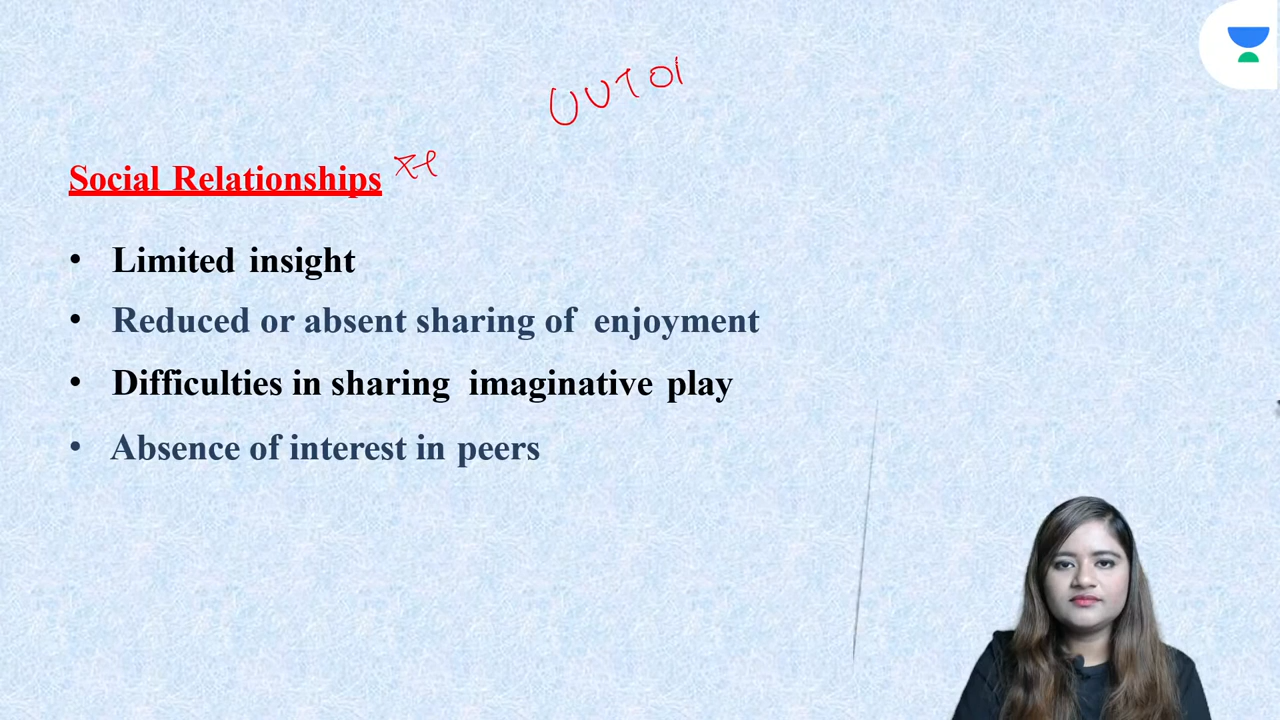 Social Relationships
• Limited insight
• Reduced or absent sharing of enjoyment
• Difficulties in sharing imaginative play
• Absence of interest in peers